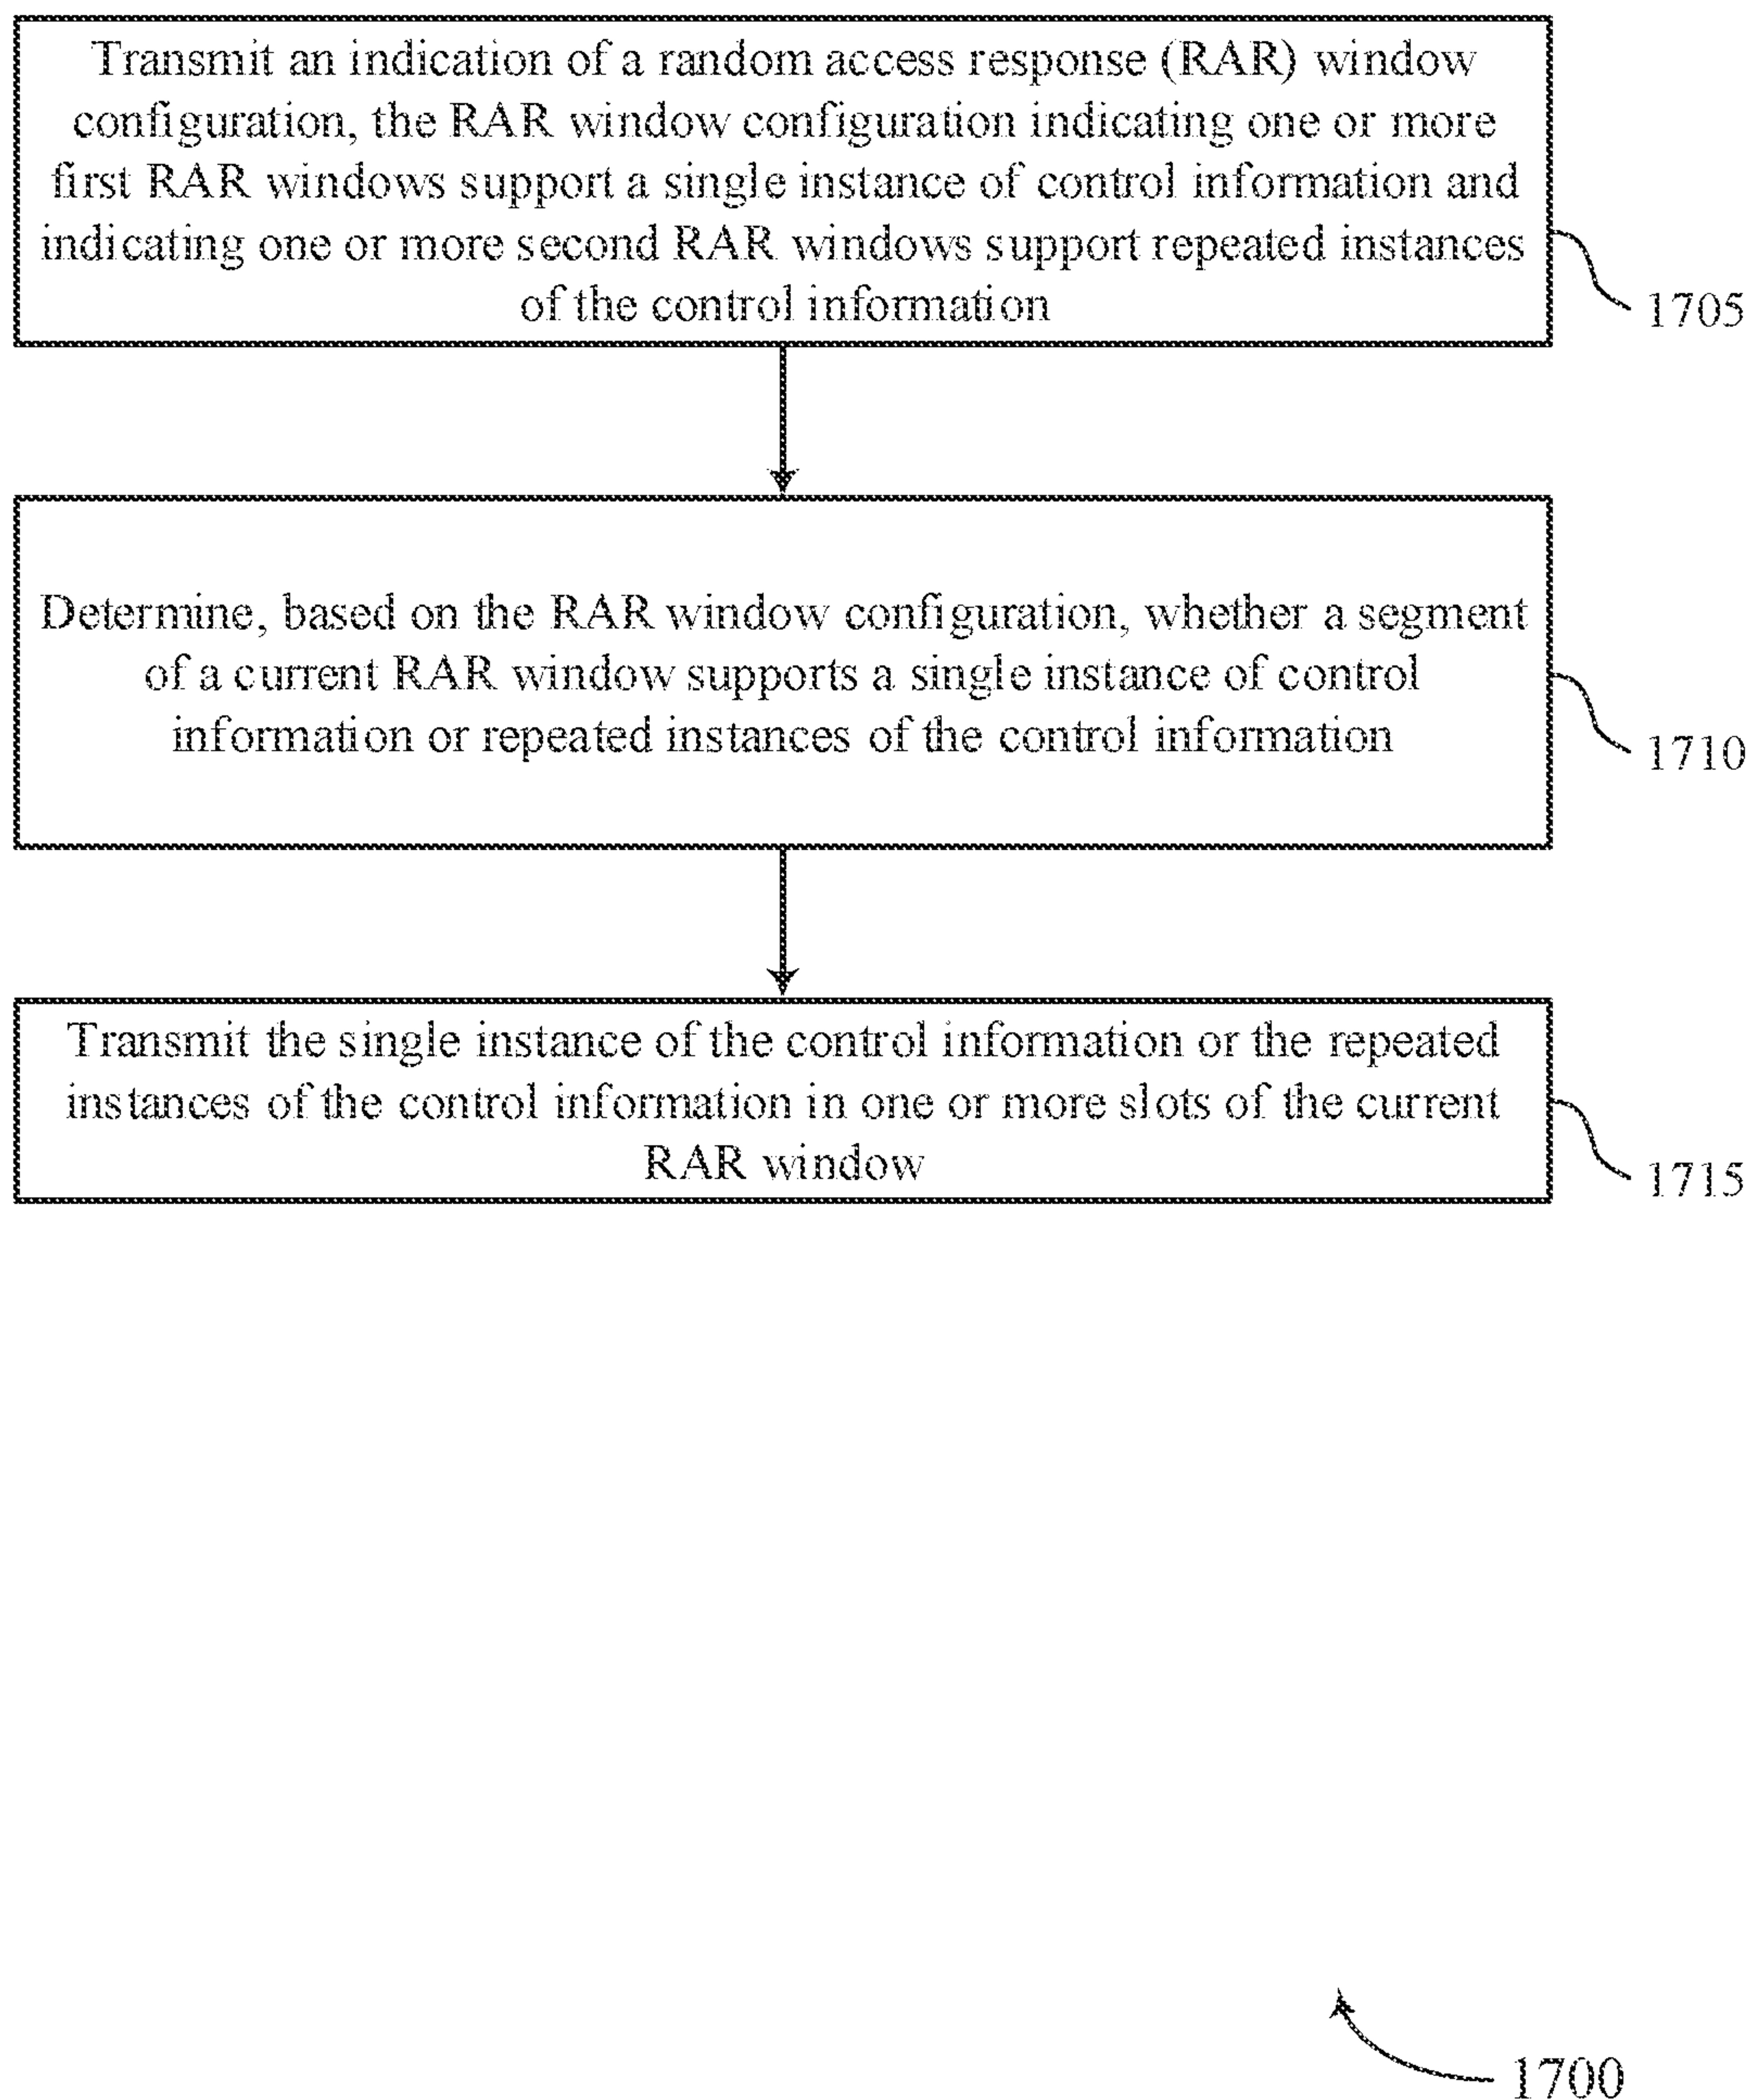 Transmit an indication of a random access response (RAR) window
configuration, the RAR window configuration indicating one or more
first RAR windows support a single instance of control information and
indicating one or more second RAR windows support repeated instances
of the control information
1705
Determine, based on the RAR window configuration, whether a segment
of a current RAR window supports a single instance of control
information or repeated instances of the control information
1710
Transmit the single instance of the control information or the repeated
instances of the control information in one or more slots of the current
RAR window
1715
1700